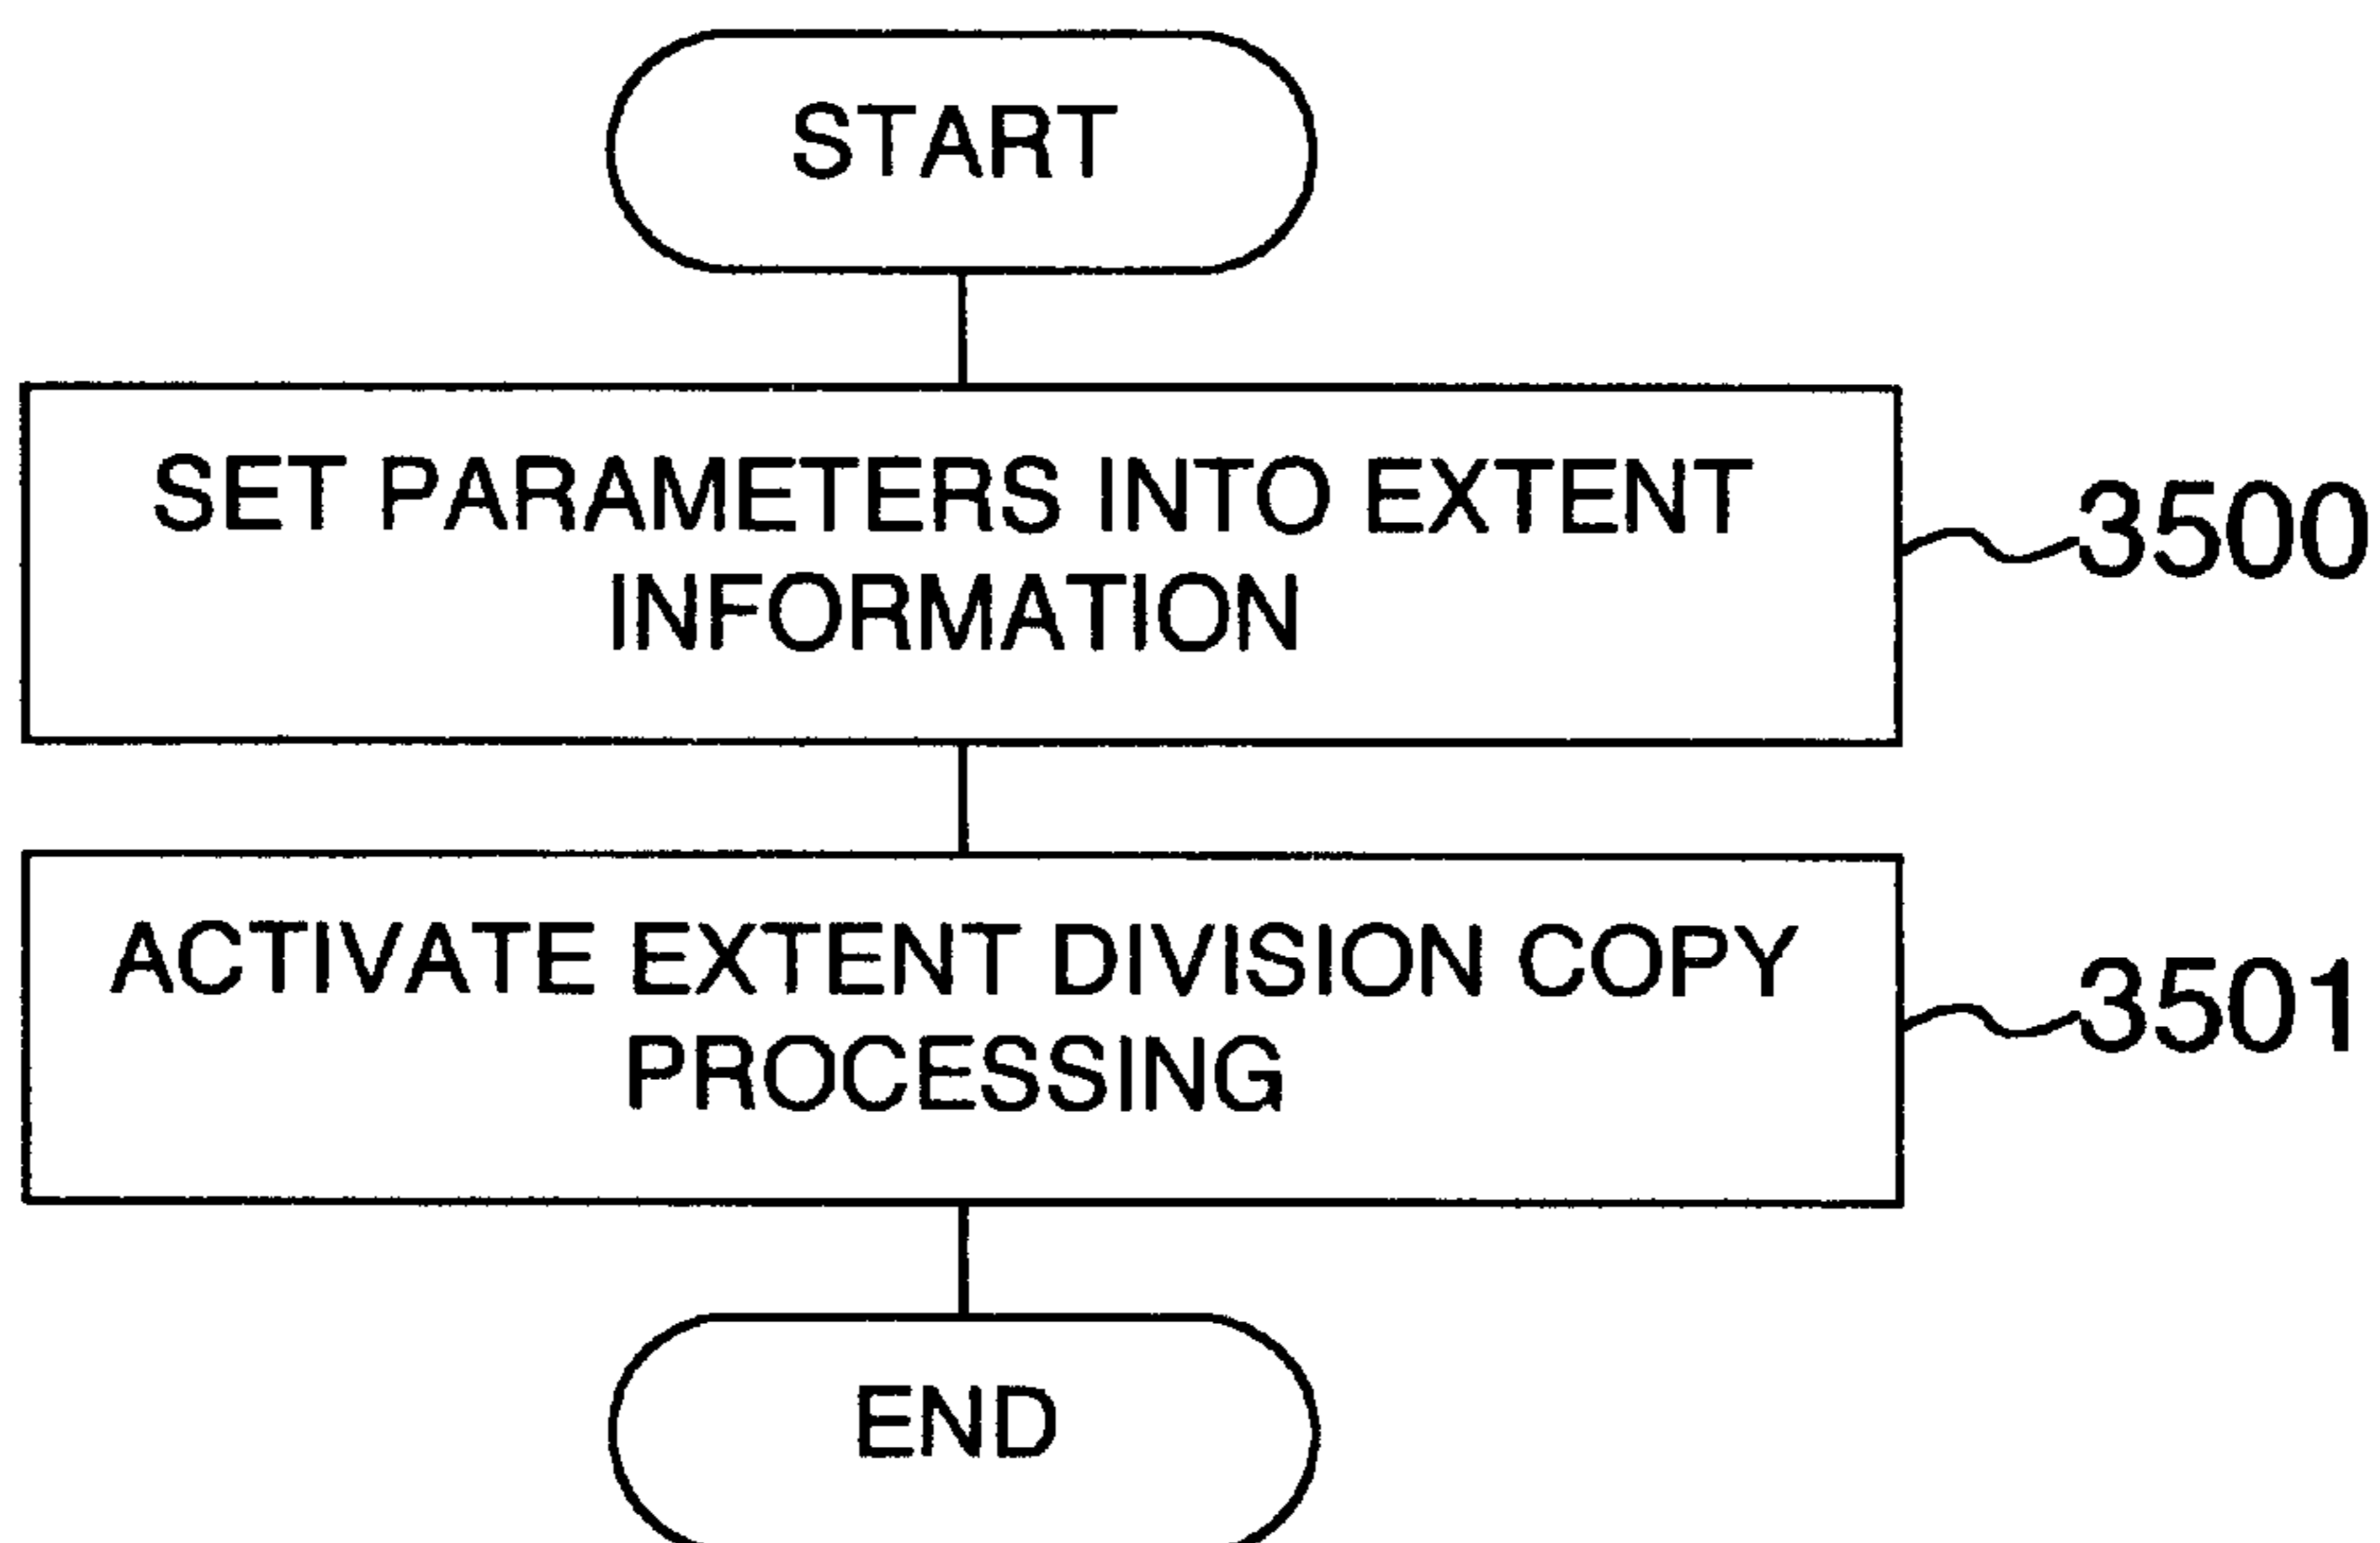 START
SET PARAMETERS INTO EXTENT
INFORMATION
3500
ACTIVATE EXTENT DIVISION COPY
PROCESSING
3501
END